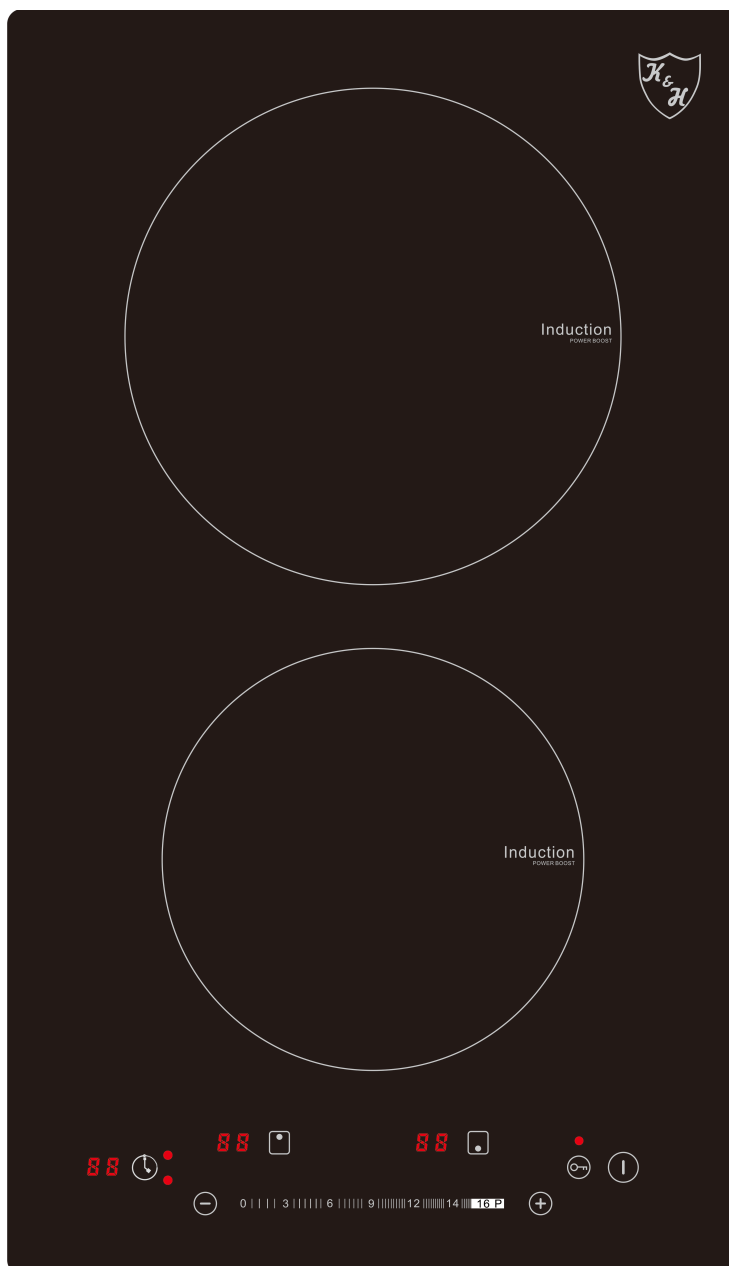 K & H
Induction
POWER BOOST
Induction
POWER BOOST
88 88
88
0 3 6 9 12 14 16 P